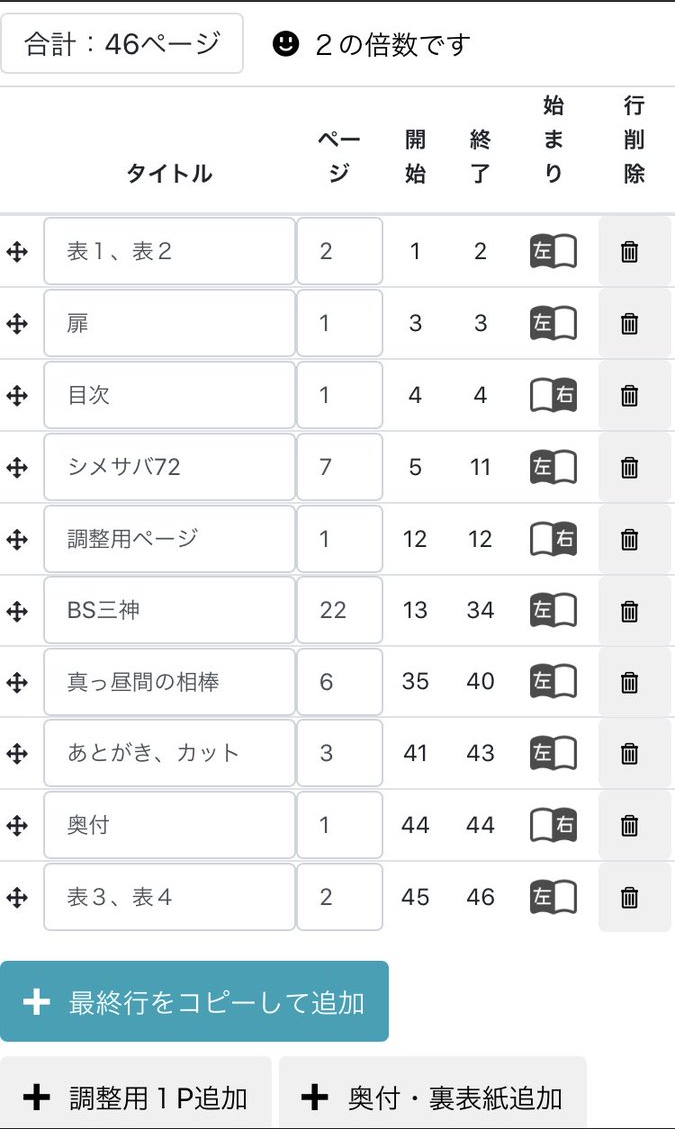 合計：46ページ ２の倍数です
タイトル ページ 開始 終了 始まり 行削除
表１、表２ 2 1 2 左
扉 1 3 3 左
目次 1 4 4 右
シメサバ72 7 5 11 左
調整用ページ 1 12 12 右
BS三神 22 13 34 左
真っ昼間の相棒 6 35 40 左
あとがき、カット 3 41 43 左
奥付 1 44 44 右
表３、表４ 2 45 46 左
最終行をコピーして追加
調整用１P追加 奥付・裏表紙追加